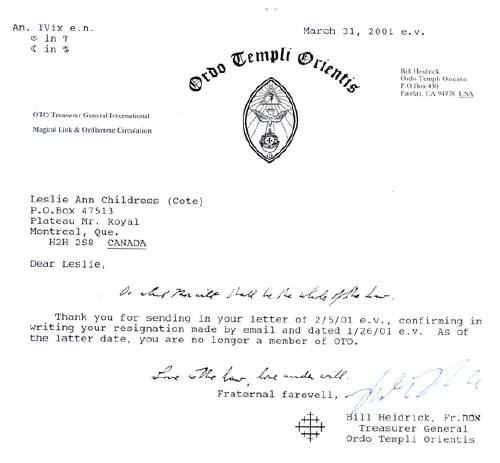 An. IVix e.n.
☉ in ♈
☾ in
March 31, 2001 e.v.
Ordo Templi Orientis
Bill Heidrick
Ordo Templi Orientis
P.O.Box 430
Fairfax, CA 94978 USA
OTO Treasurer General International
Magical Link & Oriflamme Circulation
Leslie Ann Childress (Cote)
P.O.Box 47513
Plateau Mr. Royal
Montreal, Que.
H2H 2S8 CANADA
Dear Leslie,
Do what thou wilt shall be the whole of the Law.
Thank you for sending in your letter of 2/5/01 e.v., confirming in
writing your resignation made by email and dated 1/26/01 e.v. As of
the latter date, you are no longer a member of OTO.
Love is the law, love under will.
Fraternal farewell,
Bill Heidrick, Fr. אמת
Treasurer General
Ordo Templi Orientis